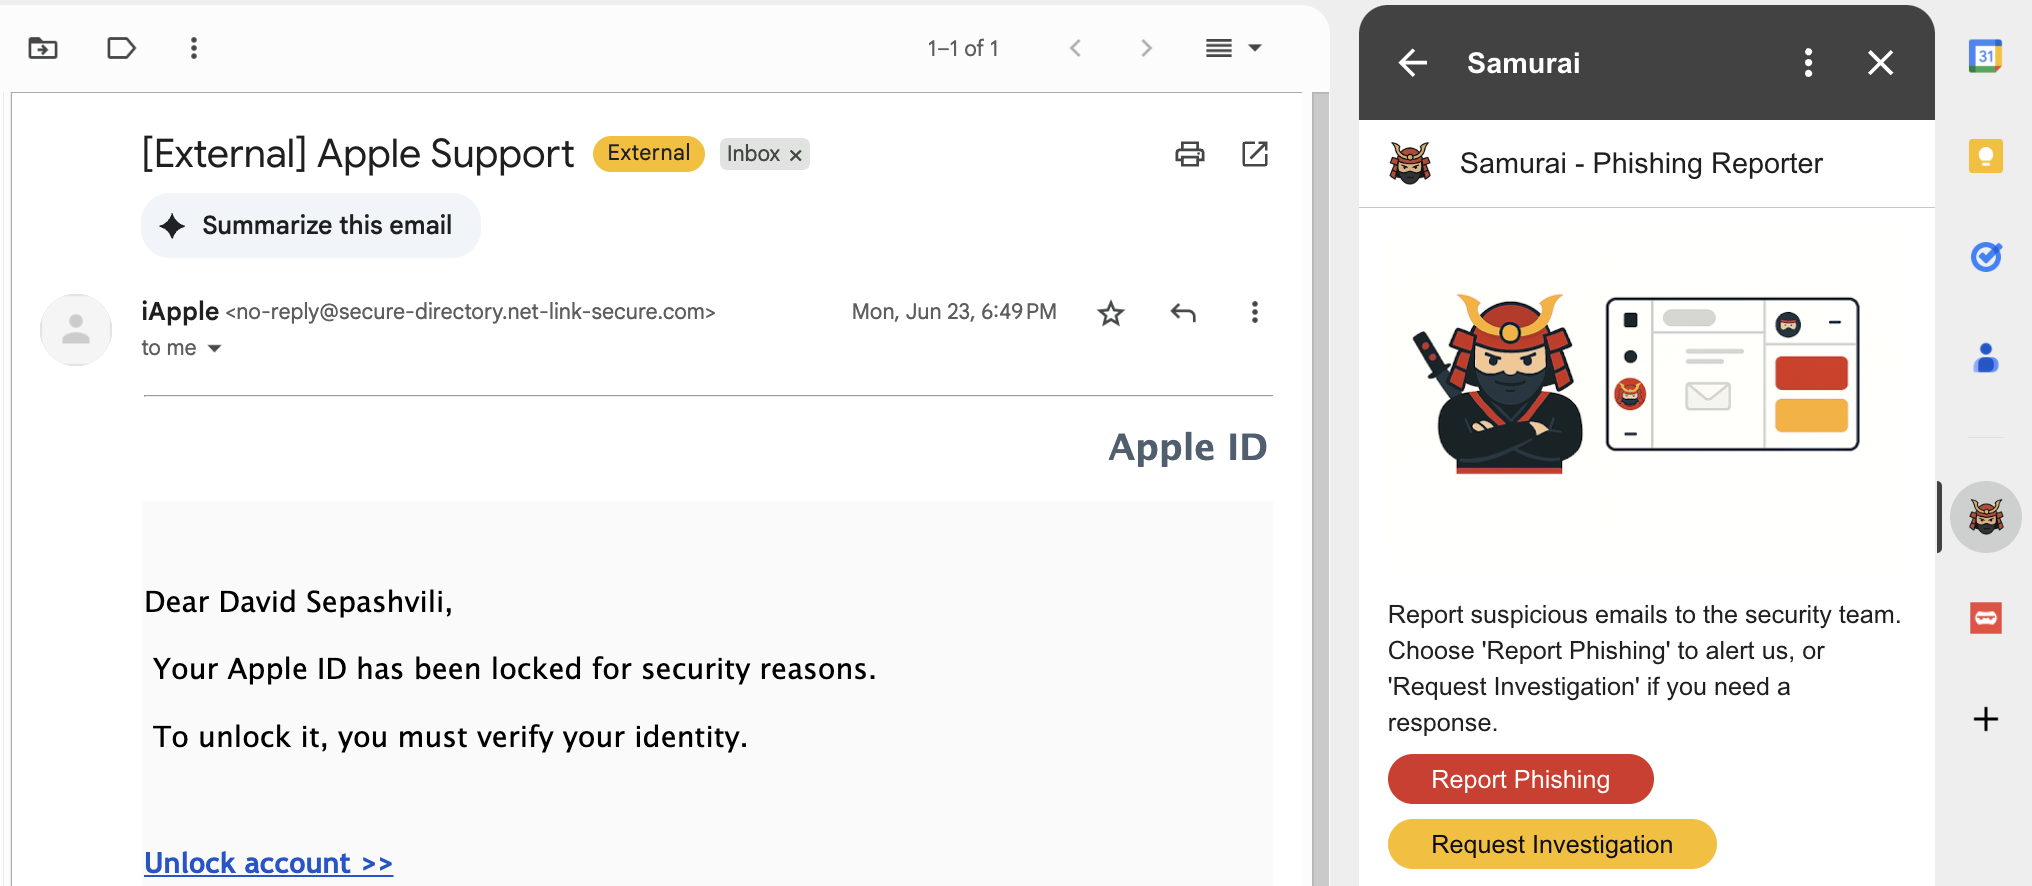 1–1 of 1
[External] Apple Support
External
Inbox ×
Summarize this email
iApple <no-reply@secure-directory.net-link-secure.com>
Mon, Jun 23, 6:49 PM
to me
Apple ID
Dear David Sepashvili,
Your Apple ID has been locked for security reasons.
To unlock it, you must verify your identity.
Unlock account >>
Samurai
Samurai - Phishing Reporter
Report suspicious emails to the security team.
Choose 'Report Phishing' to alert us, or
'Request Investigation' if you need a
response.
Report Phishing
Request Investigation
31